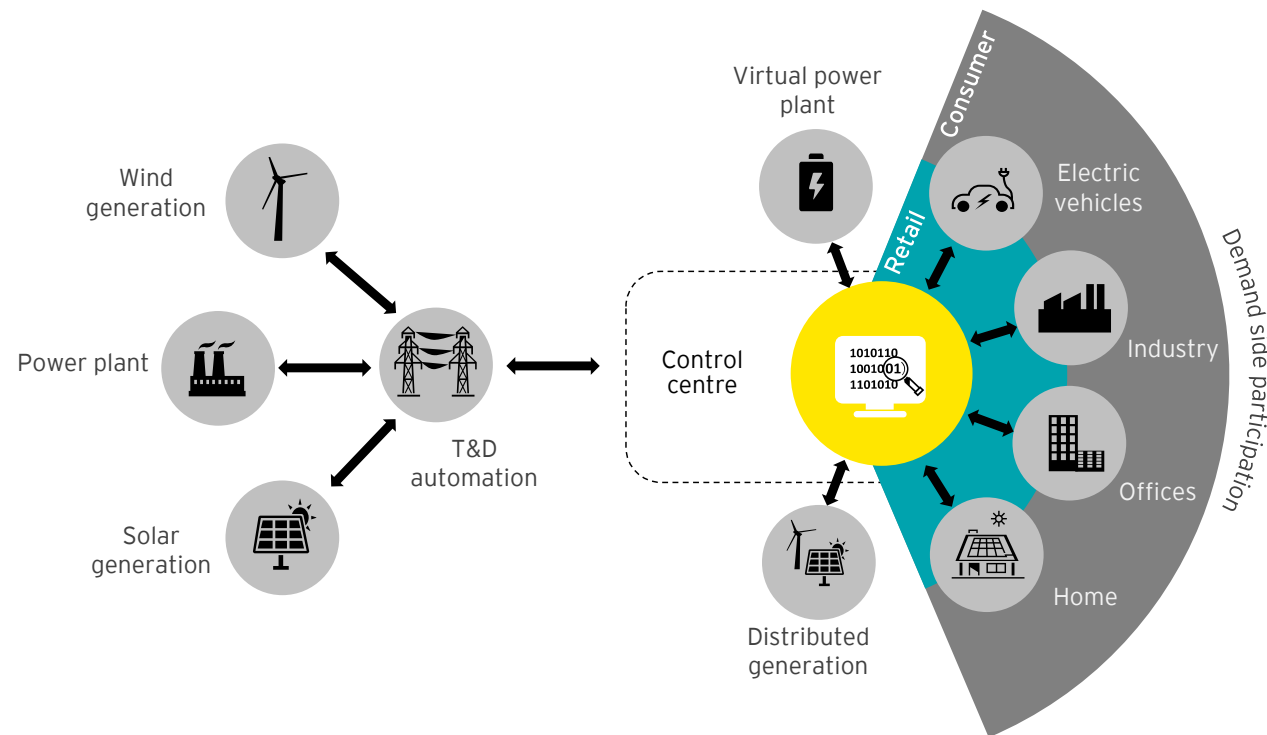 Wind
generation
Power plant
Solar
generation
T&D
automation
Control
centre
Virtual power
plant
1010110
1001001
1101010
Distributed
generation
Retail
Consumer
Electric
vehicles
Industry
Offices
Home
Demand side participation